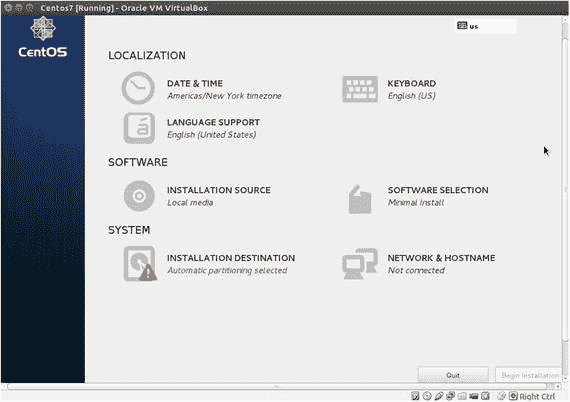 Centos7 [Running] - Oracle VM VirtualBox
CentOS
us
LOCALIZATION
DATE & TIME
Americas/New York timezone
KEYBOARD
English (US)
LANGUAGE SUPPORT
English (United States)
SOFTWARE
INSTALLATION SOURCE
Local media
SOFTWARE SELECTION
Minimal Install
SYSTEM
INSTALLATION DESTINATION
Automatic partitioning selected
NETWORK & HOSTNAME
Not connected
Quit
Begin Installation
Right Ctrl